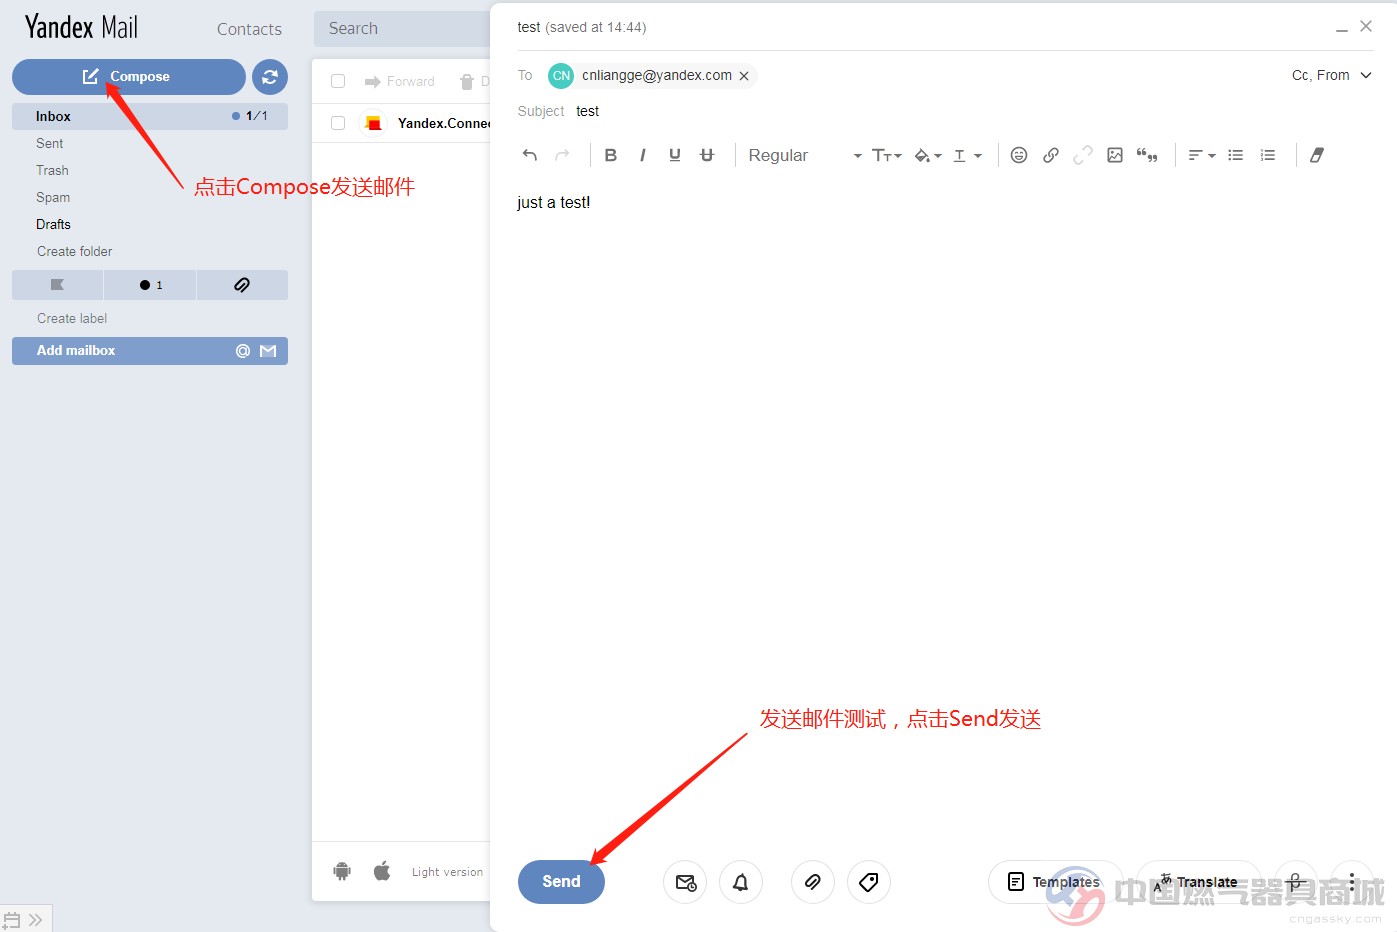 Yandex Mail
Contacts
Search
Compose
Inbox
1/1
Sent
Trash
Spam
Drafts
Create folder
1
Create label
Add mailbox
点击Compose发送邮件
Forward
D
Yandex.Connec
Light version
test (saved at 14:44)
To CN cnliangge@yandex.com
Cc, From
Subject test
B I U Regular
just a test!
发送邮件测试，点击Send发送
Send
Templates
Translate
中国燃气器具商城
cngassky.com